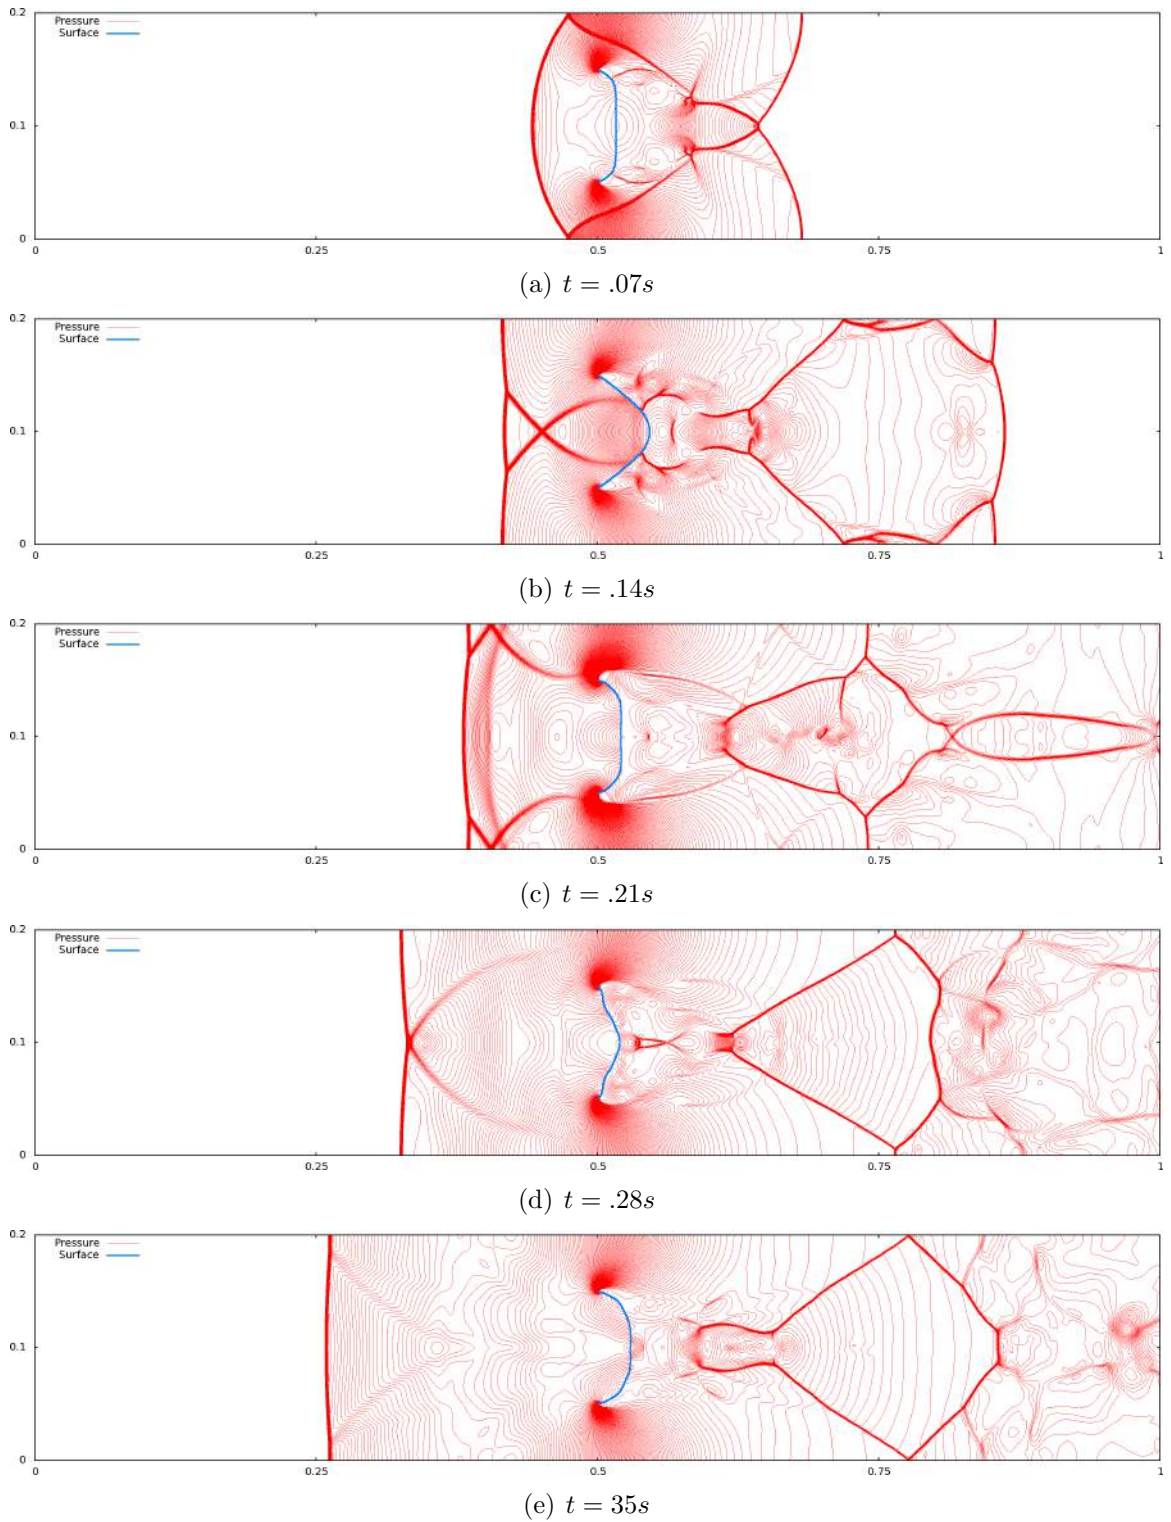 Pressure
Surface
0.2
0.1
0
0 0.25 0.5 0.75 1
(a) t = .07s
Pressure
Surface
0.2
0.1
0
0 0.25 0.5 0.75 1
(b) t = .14s
Pressure
Surface
0.2
0.1
0
0 0.25 0.5 0.75 1
(c) t = .21s
Pressure
Surface
0.2
0.1
0
0 0.25 0.5 0.75 1
(d) t = .28s
Pressure
Surface
0.2
0.1
0
0 0.25 0.5 0.75 1
(e) t = 35s